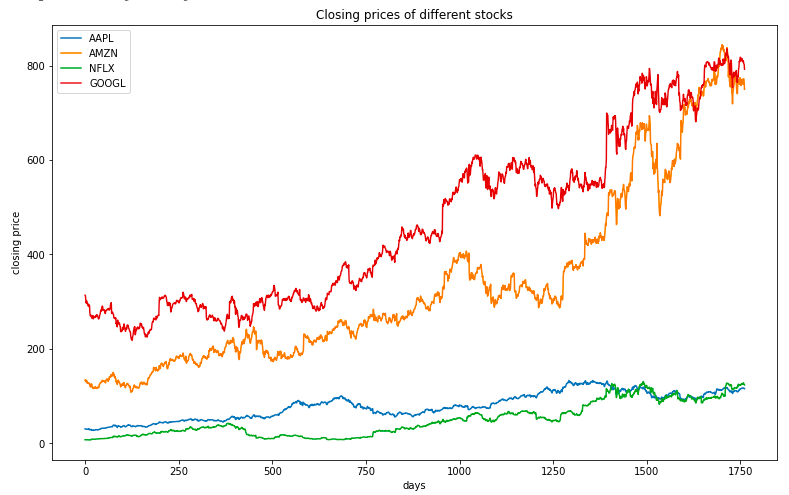 Closing prices of different stocks
AAPL
AMZN
NFLX
GOOGL
closing price
800
600
400
200
0
0 250 500 750 1000 1250 1500 1750
days